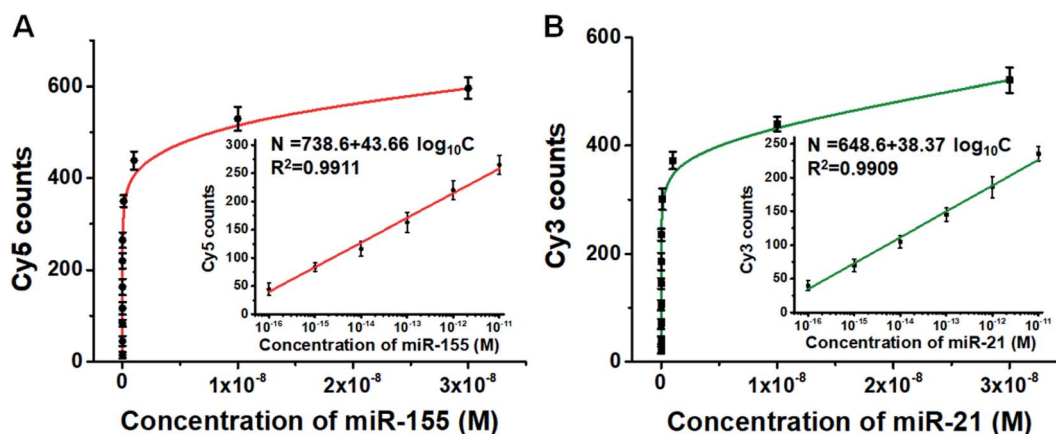 A
Cy5 counts
600
400
200
0
N =738.6+43.66 log₁₀C
R²=0.9911
Cy5 counts
300
250
200
150
100
50
0
10⁻¹⁶ 10⁻¹⁵ 10⁻¹⁴ 10⁻¹³ 10⁻¹² 10⁻¹¹
Concentration of miR-155 (M)
0 1x10⁻⁸ 2x10⁻⁸ 3x10⁻⁸
Concentration of miR-155 (M)
B
Cy3 counts
600
400
200
0
N =648.6+38.37 log₁₀C
R²=0.9909
Cy3 counts
250
200
150
100
50
0
10⁻¹⁶ 10⁻¹⁵ 10⁻¹⁴ 10⁻¹³ 10⁻¹² 10⁻¹¹
Concentration of miR-21 (M)
0 1x10⁻⁸ 2x10⁻⁸ 3x10⁻⁸
Concentration of miR-21 (M)